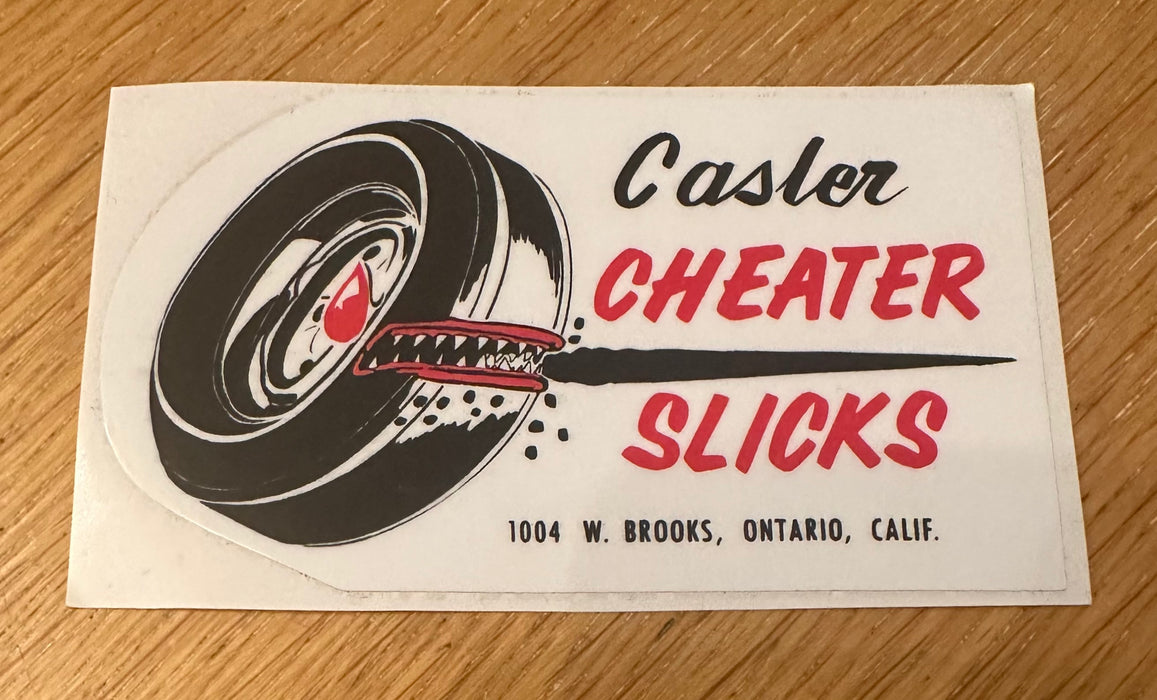 Casler
CHEATER
SLICKS
1004 W. BROOKS, ONTARIO, CALIF.